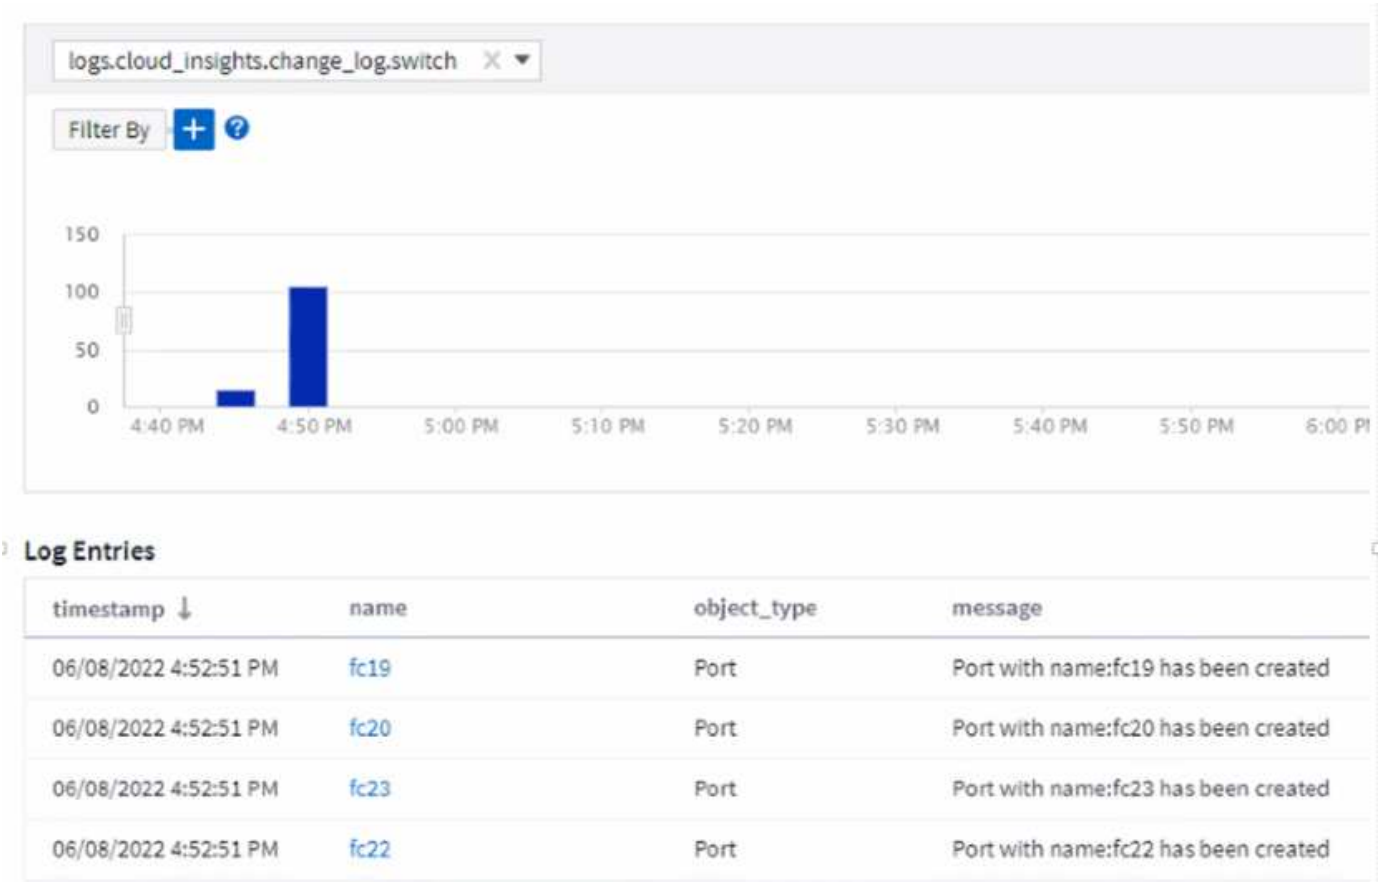 logs.cloud_insights.change_log.switch
Filter By + ?
150
100
50
0
4:40 PM 4:50 PM 5:00 PM 5:10 PM 5:20 PM 5:30 PM 5:40 PM 5:50 PM 6:00 P
Log Entries
timestamp ↓ name object_type message
06/08/2022 4:52:51 PM fc19 Port Port with name:fc19 has been created
06/08/2022 4:52:51 PM fc20 Port Port with name:fc20 has been created
06/08/2022 4:52:51 PM fc23 Port Port with name:fc23 has been created
06/08/2022 4:52:51 PM fc22 Port Port with name:fc22 has been created